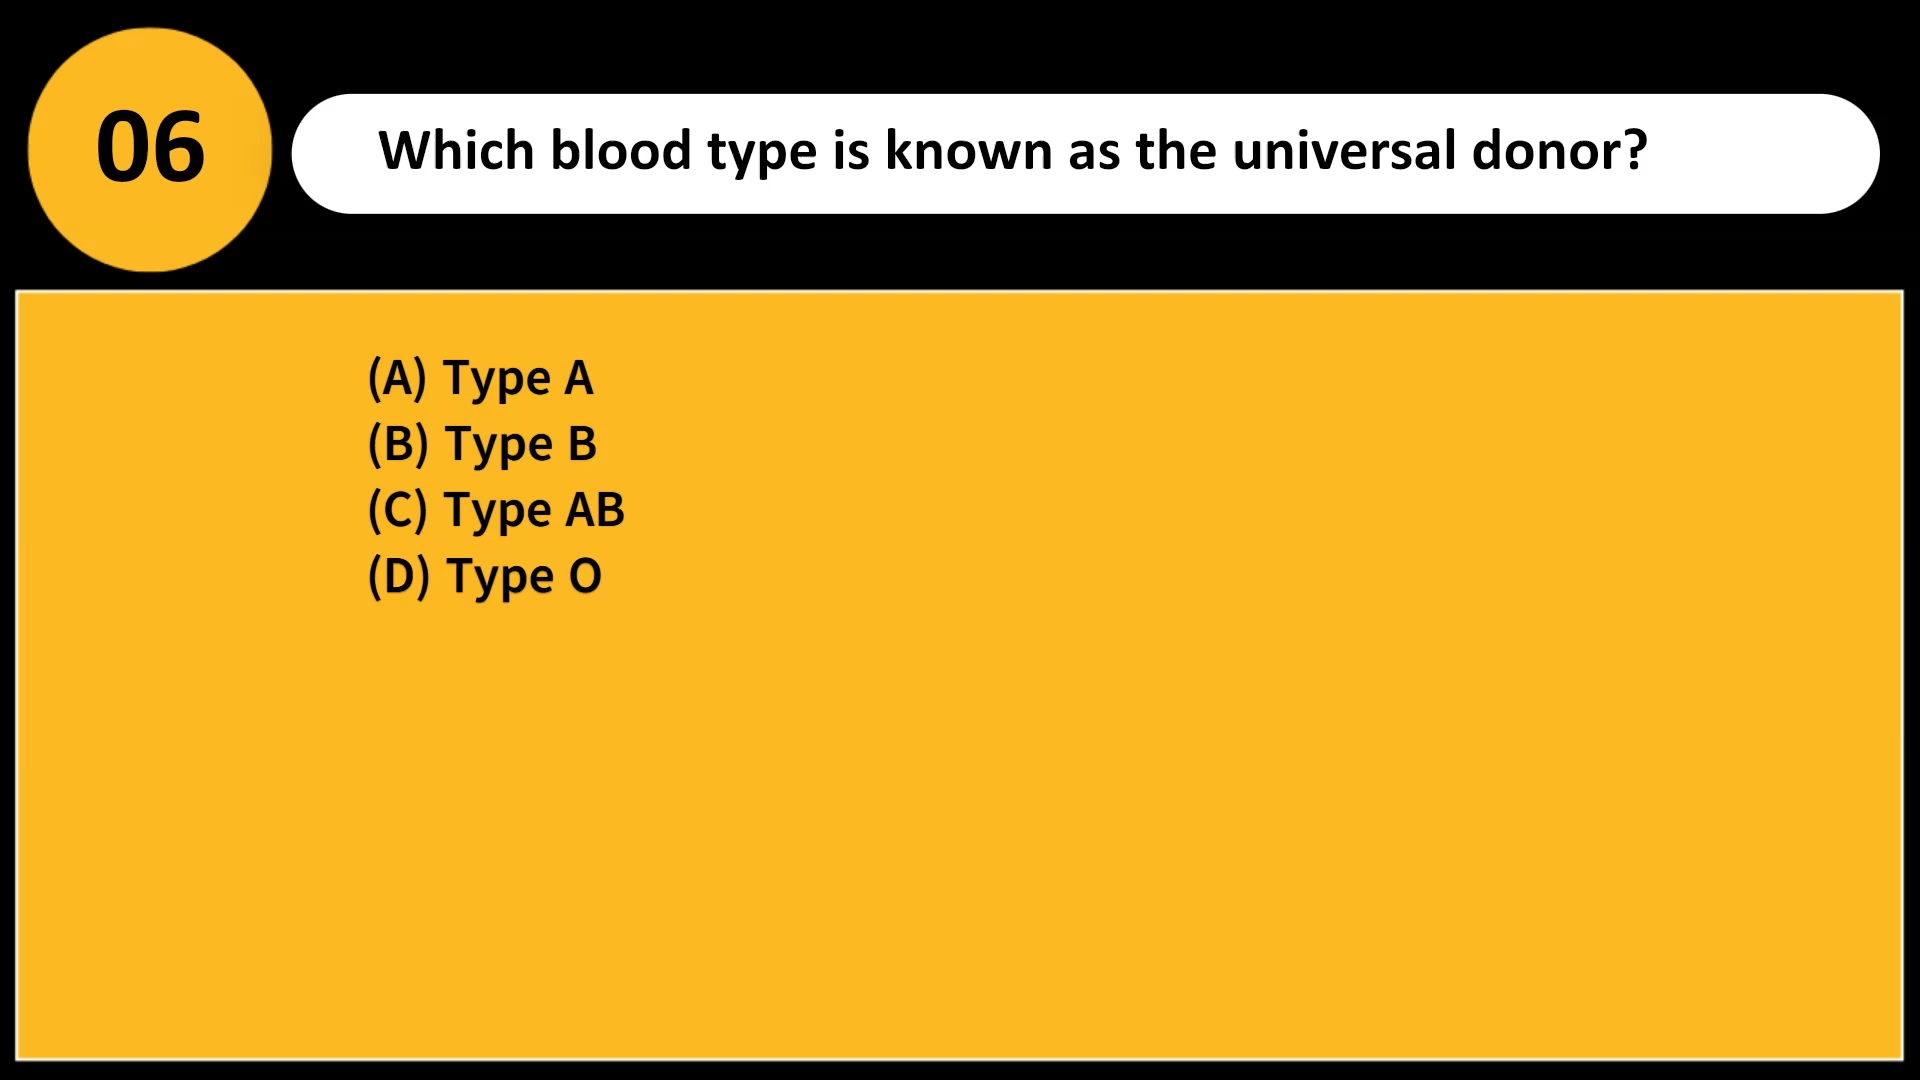 06
Which blood type is known as the universal donor?
(A) Type A
(B) Type B
(C) Type AB
(D) Type O